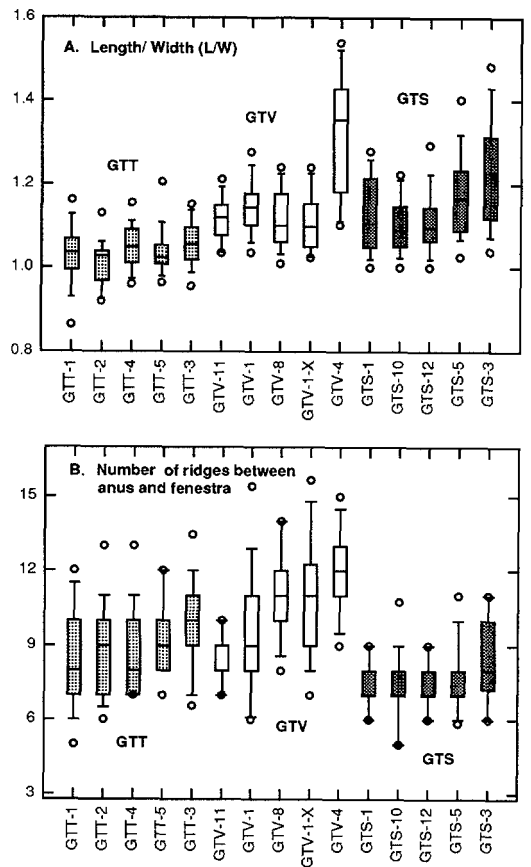 1.6
A. Length/ Width (L/W)
GTS
1.4
GTV
GTT
1.2
1.0
0.8
GTT-1
GTT-2
GTT-4
GTT-5
GTT-3
GTV-11
GTV-1
GTV-8
GTV-1-X
GTV-4
GTS-1
GTS-10
GTS-12
GTS-5
GTS-3
B. Number of ridges between
anus and fenestra
15
12
9
6
GTT
GTV
GTS
3
GTT-1
GTT-2
GTT-4
GTT-5
GTT-3
GTV-11
GTV-1
GTV-8
GTV-1-X
GTV-4
GTS-1
GTS-10
GTS-12
GTS-5
GTS-3